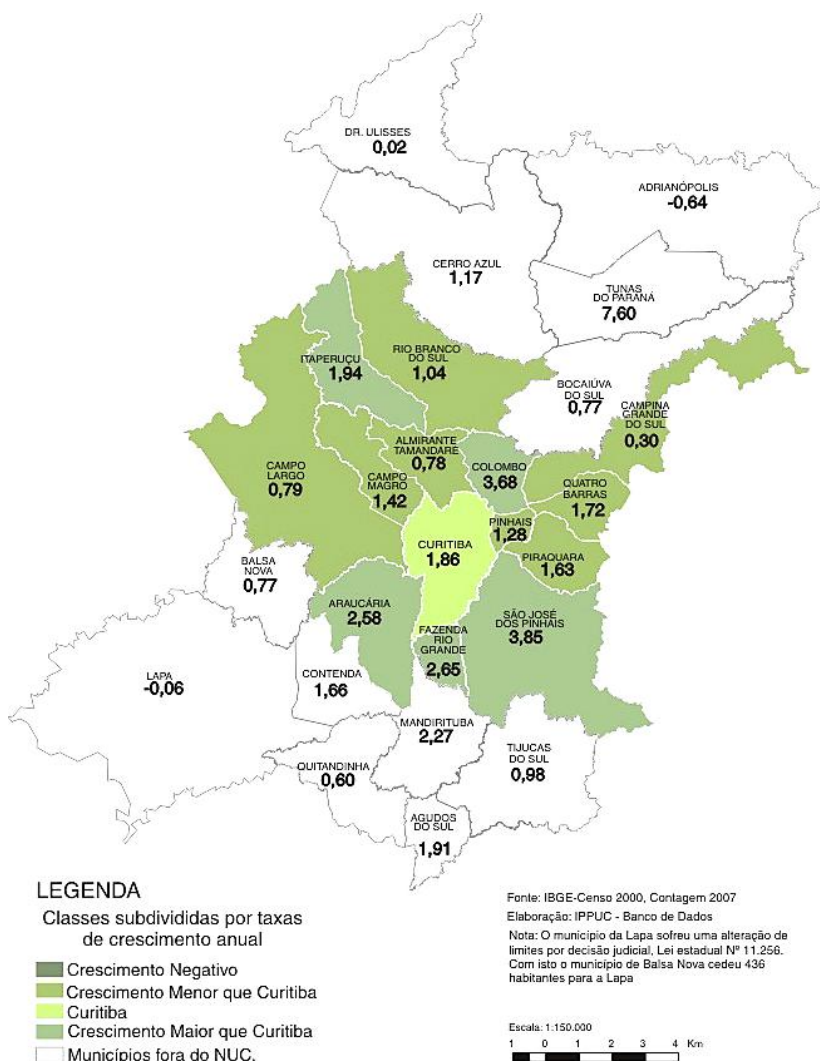 DR. ULISSES
0,02
ADRIANÓPOLIS
-0,64
CERRO AZUL
1,17
TUNAS
DO PARANÁ
7,60
ITAPERUÇU
1,94
RIO BRANCO
DO SUL
1,04
BOCAIÚVA
DO SUL
0,77
CAMPINA
GRANDE
DO SUL
0,30
ALMIRANTE
TAMANDARÉ
0,78
COLOMBO
3,68
CAMPO
LARGO
0,79
CAMPO
MAGRO
1,42
QUATRO
BARRAS
1,72
PINHAIS
1,28
CURITIBA
1,86
PIRAQUARA
1,63
BALSA
NOVA
0,77
ARAUCÁRIA
2,58
SÃO JOSÉ
DOS PINHAIS
3,85
FAZENDA
RIO
GRANDE
2,65
LAPA
-0,06
CONTENDA
1,66
MANDIRITUBA
2,27
TIJUCAS
DO SUL
0,98
QUITANDINHA
0,60
AGUDOS
DO SUL
1,91
LEGENDA
Classes subdivididas por taxas
de crescimento anual
Crescimento Negativo
Crescimento Menor que Curitiba
Curitiba
Crescimento Maior que Curitiba
Municípios fora do NUC.
Fonte: IBGE-Censo 2000, Contagem 2007
Elaboração: IPPUC - Banco de Dados
Nota: O município da Lapa sofreu uma alteração de
limites por decisão judicial, Lei estadual Nº 11.256.
Com isto o município de Balsa Nova cedeu 436
habitantes para a Lapa
Escala: 1:150.000
1 0 1 2 3 4 Km